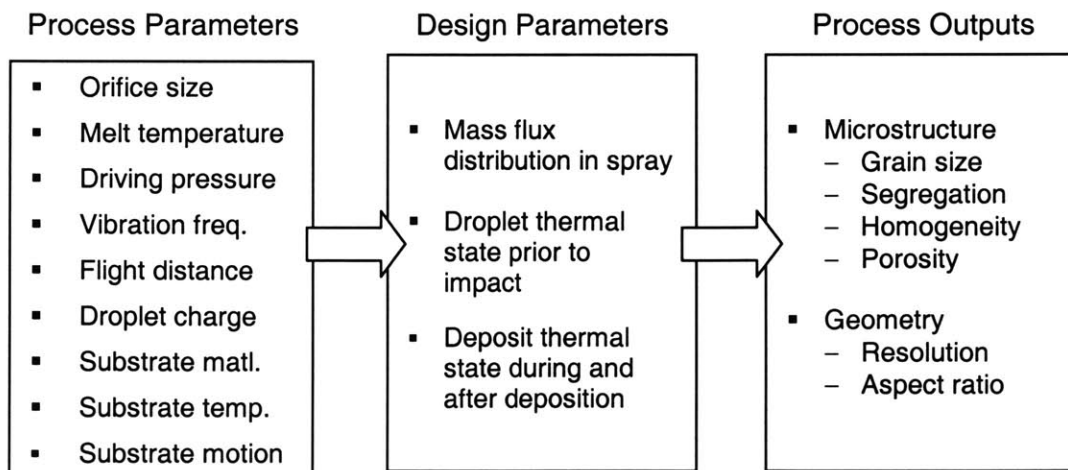 Process Parameters
▪ Orifice size
▪ Melt temperature
▪ Driving pressure
▪ Vibration freq.
▪ Flight distance
▪ Droplet charge
▪ Substrate matl.
▪ Substrate temp.
▪ Substrate motion
Design Parameters
▪ Mass flux
distribution in spray
▪ Droplet thermal
state prior to
impact
▪ Deposit thermal
state during and
after deposition
Process Outputs
▪ Microstructure
– Grain size
– Segregation
– Homogeneity
– Porosity
▪ Geometry
– Resolution
– Aspect ratio